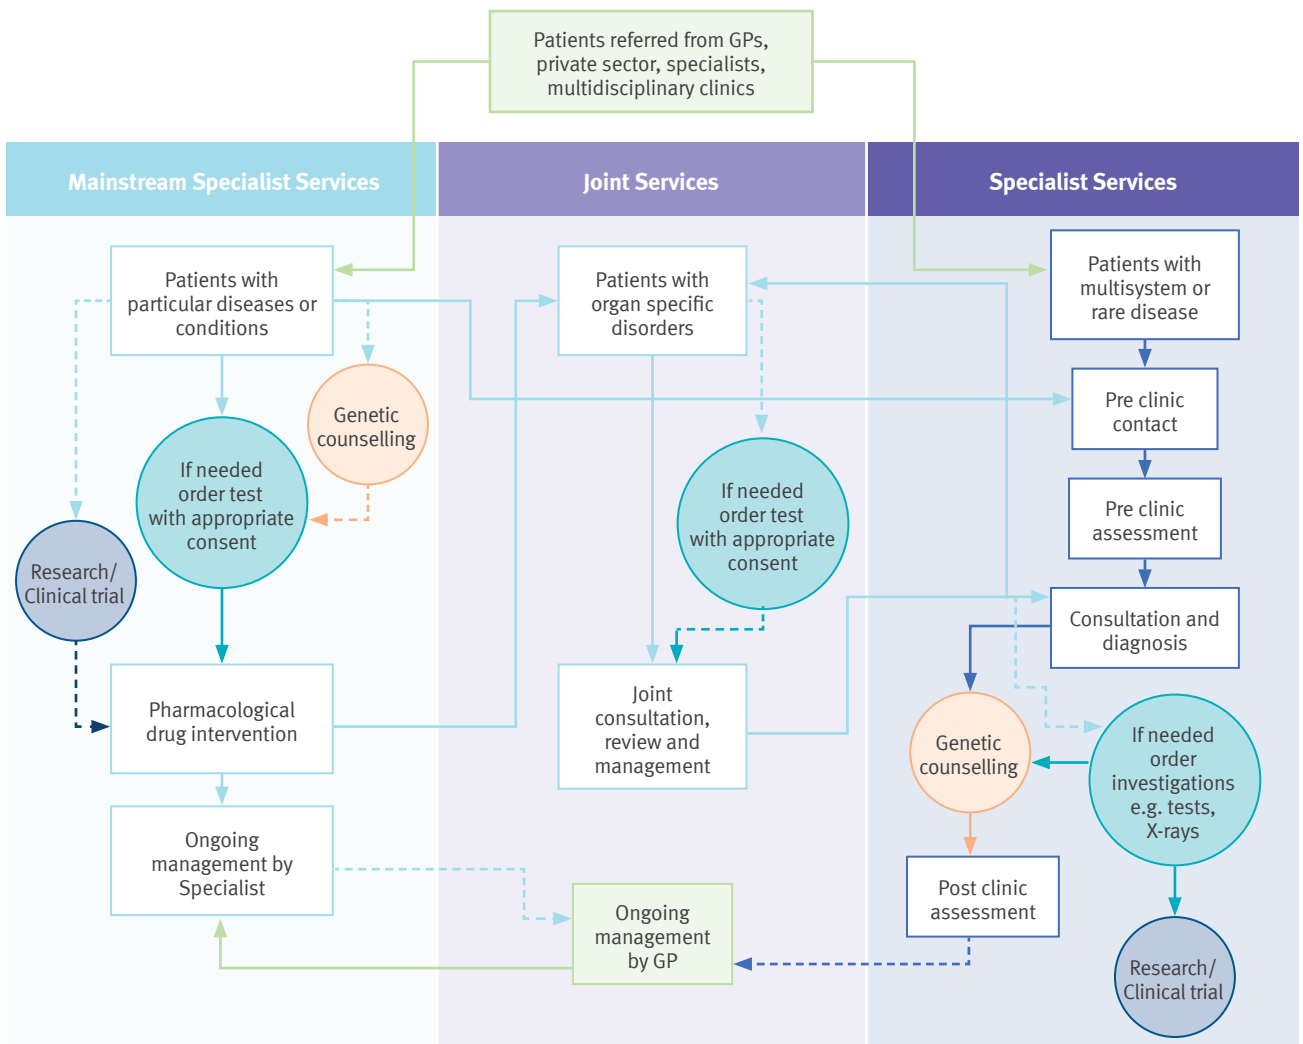 Patients referred from GPs,
private sector, specialists,
multidisciplinary clinics
Mainstream Specialist Services
Joint Services
Specialist Services
Patients with
particular diseases or
conditions
Genetic
counselling
If needed
order test
with appropriate
consent
Research/
Clinical trial
Pharmacological
drug intervention
Ongoing
management by
Specialist
Patients with
organ specific
disorders
If needed
order test
with appropriate
consent
Joint
consultation,
review and
management
Ongoing
management
by GP
Patients with
multisystem or
rare disease
Pre clinic
contact
Pre clinic
assessment
Consultation and
diagnosis
Genetic
counselling
If needed
order
investigations
e.g. tests,
X-rays
Post clinic
assessment
Research/
Clinical trial